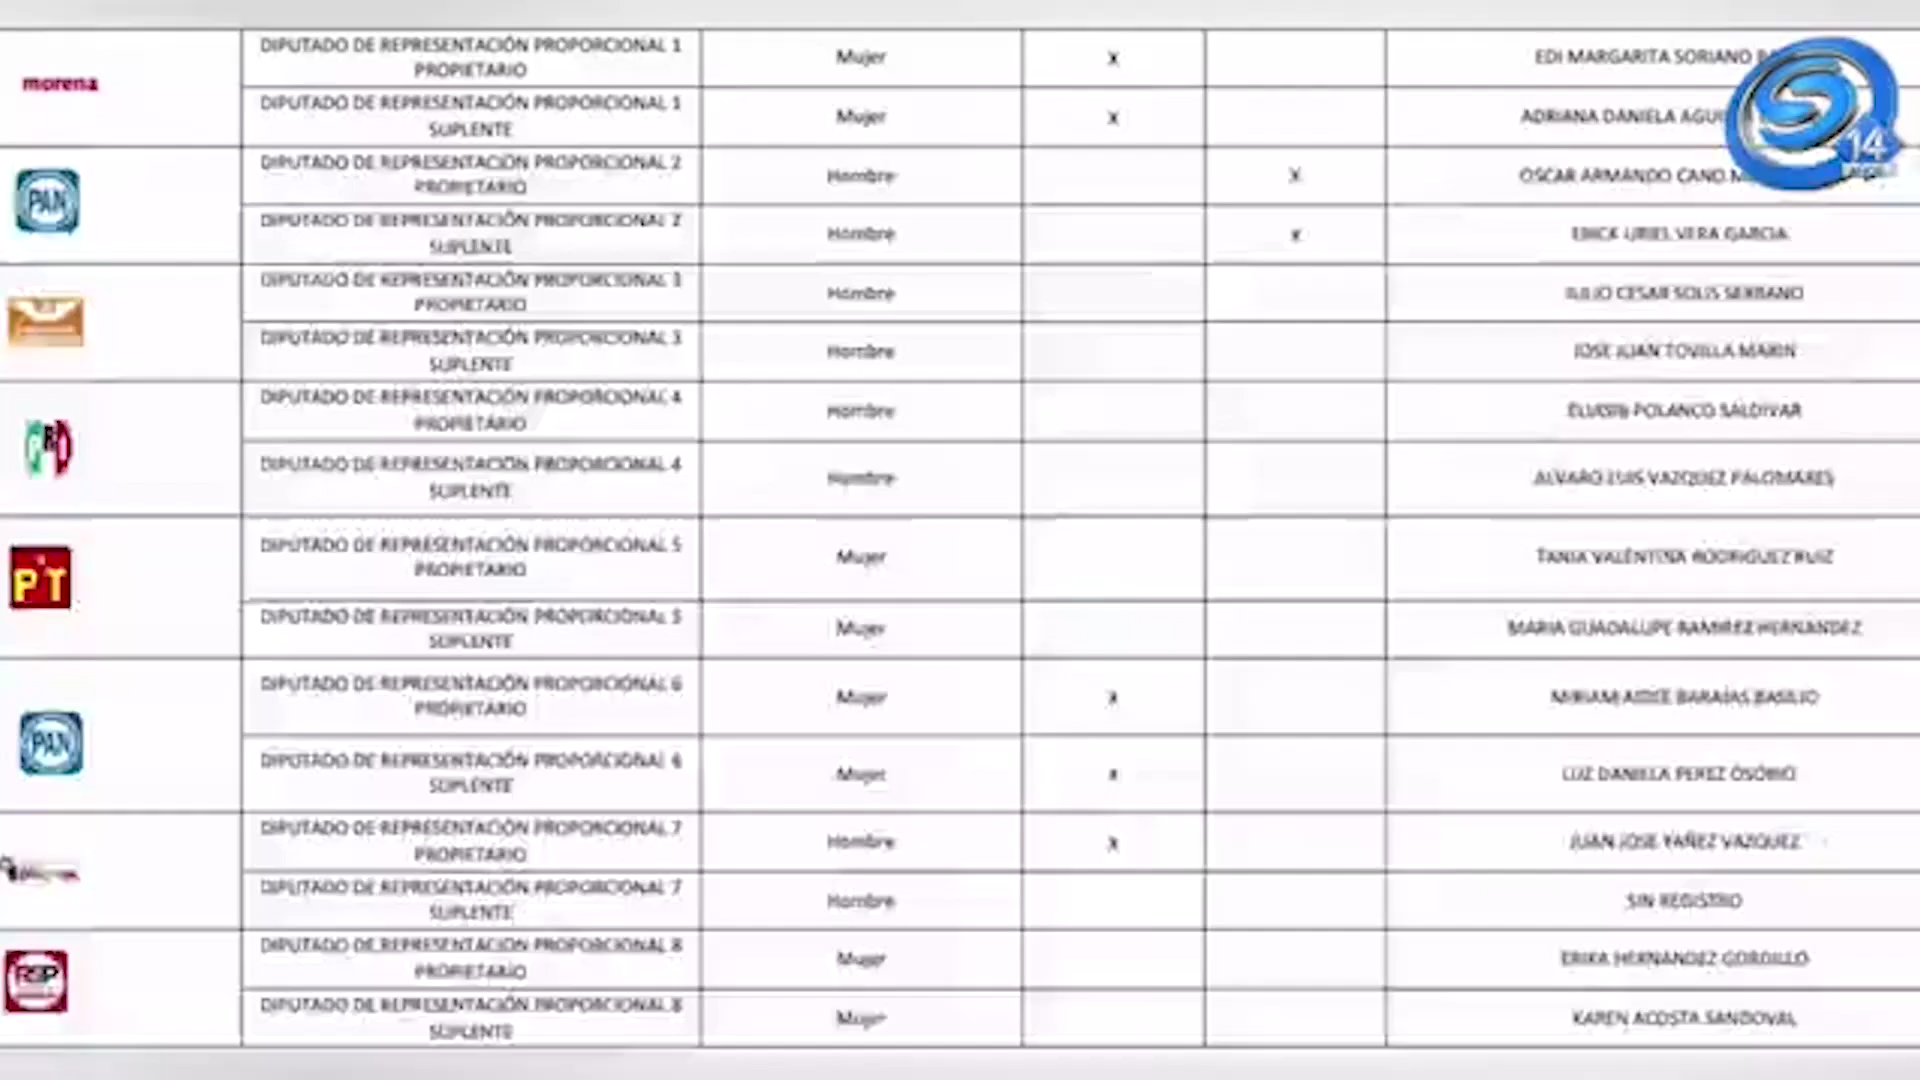 morena
DIPUTADO DE REPRESENTACIÓN PROPORCIONAL 1
PROPIETARIO
Mujer
X
EDI MARGARITA SORIANO
DIPUTADO DE REPRESENTACIÓN PROPORCIONAL 1
SUPLENTE
Mujer
X
ADRIANA DANIELA
14
PAN
DIPUTADO DE REPRESENTACIÓN PROPORCIONAL 2
PROPIETARIO
Hombre
X
OSCAR ARMANDO CANO
DIPUTADO DE REPRESENTACIÓN PROPORCIONAL 2
SUPLENTE
Hombre
X
ERICK URIEL VERA GARCIA
DIPUTADO DE REPRESENTACIÓN PROPORCIONAL 3
PROPIETARIO
Hombre
JULIO CESAR SOLIS SERRANO
DIPUTADO DE REPRESENTACIÓN PROPORCIONAL 3
SUPLENTE
Hombre
JOSE JUAN TOVILLA MARIN
PRI
DIPUTADO DE REPRESENTACIÓN PROPORCIONAL 4
PROPIETARIO
Hombre
ELIASIB POLANCO SALDIVAR
DIPUTADO DE REPRESENTACIÓN PROPORCIONAL 4
SUPLENTE
Hombre
ALVARO LUIS VAZQUEZ PALOMARES
PT
DIPUTADO DE REPRESENTACIÓN PROPORCIONAL 5
PROPIETARIO
Mujer
TANIA VALENTINA RODRIGUEZ RUIZ
DIPUTADO DE REPRESENTACIÓN PROPORCIONAL 5
SUPLENTE
Mujer
MARIA GUADALUPE RAMIREZ HERNANDEZ
PAN
DIPUTADO DE REPRESENTACIÓN PROPORCIONAL 6
PROPIETARIO
Mujer
X
BARAJAS BASILIO
DIPUTADO DE REPRESENTACIÓN PROPORCIONAL 6
SUPLENTE
Mujer
X
LUZ DANIELA PEREZ OSORIO
DIPUTADO DE REPRESENTACIÓN PROPORCIONAL 7
PROPIETARIO
Hombre
X
JUAN JOSE YAÑEZ VAZQUEZ
DIPUTADO DE REPRESENTACIÓN PROPORCIONAL 7
SUPLENTE
Hombre
SIN REGISTRO
RSP
DIPUTADO DE REPRESENTACIÓN PROPORCIONAL 8
PROPIETARIO
Mujer
ERIKA HERNANDEZ GORDILLO
DIPUTADO DE REPRESENTACIÓN PROPORCIONAL 8
SUPLENTE
Mujer
KAREN ACOSTA SANDOVAL